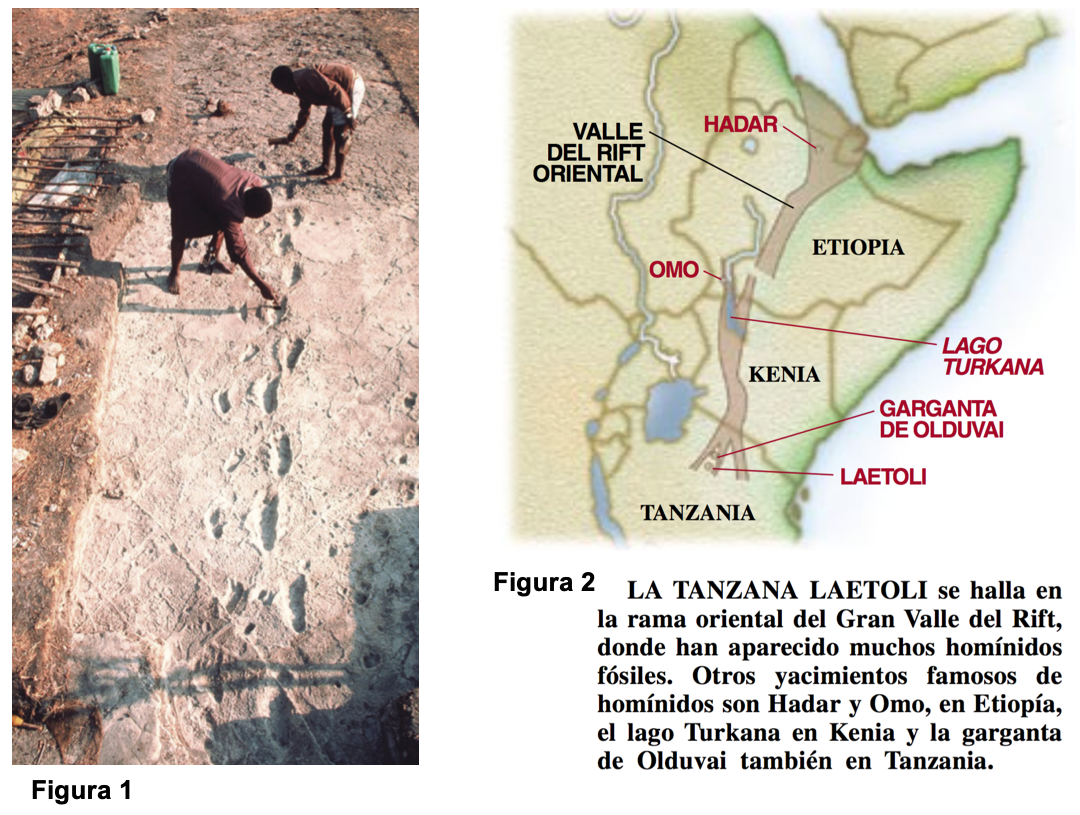 VALLE
DEL RIFT
ORIENTAL
HADAR
ETIOPIA
OMO
LAGO
TURKANA
KENIA
GARGANTA
DE OLDUVAI
LAETOLI
TANZANIA
Figura 1
Figura 2
LA TANZANA LAETOLI se halla en
la rama oriental del Gran Valle del Rift,
donde han aparecido muchos homínidos
fósiles. Otros yacimientos famosos de
homínidos son Hadar y Omo, en Etiopía,
el lago Turkana en Kenia y la garganta
de Olduvai también en Tanzania.